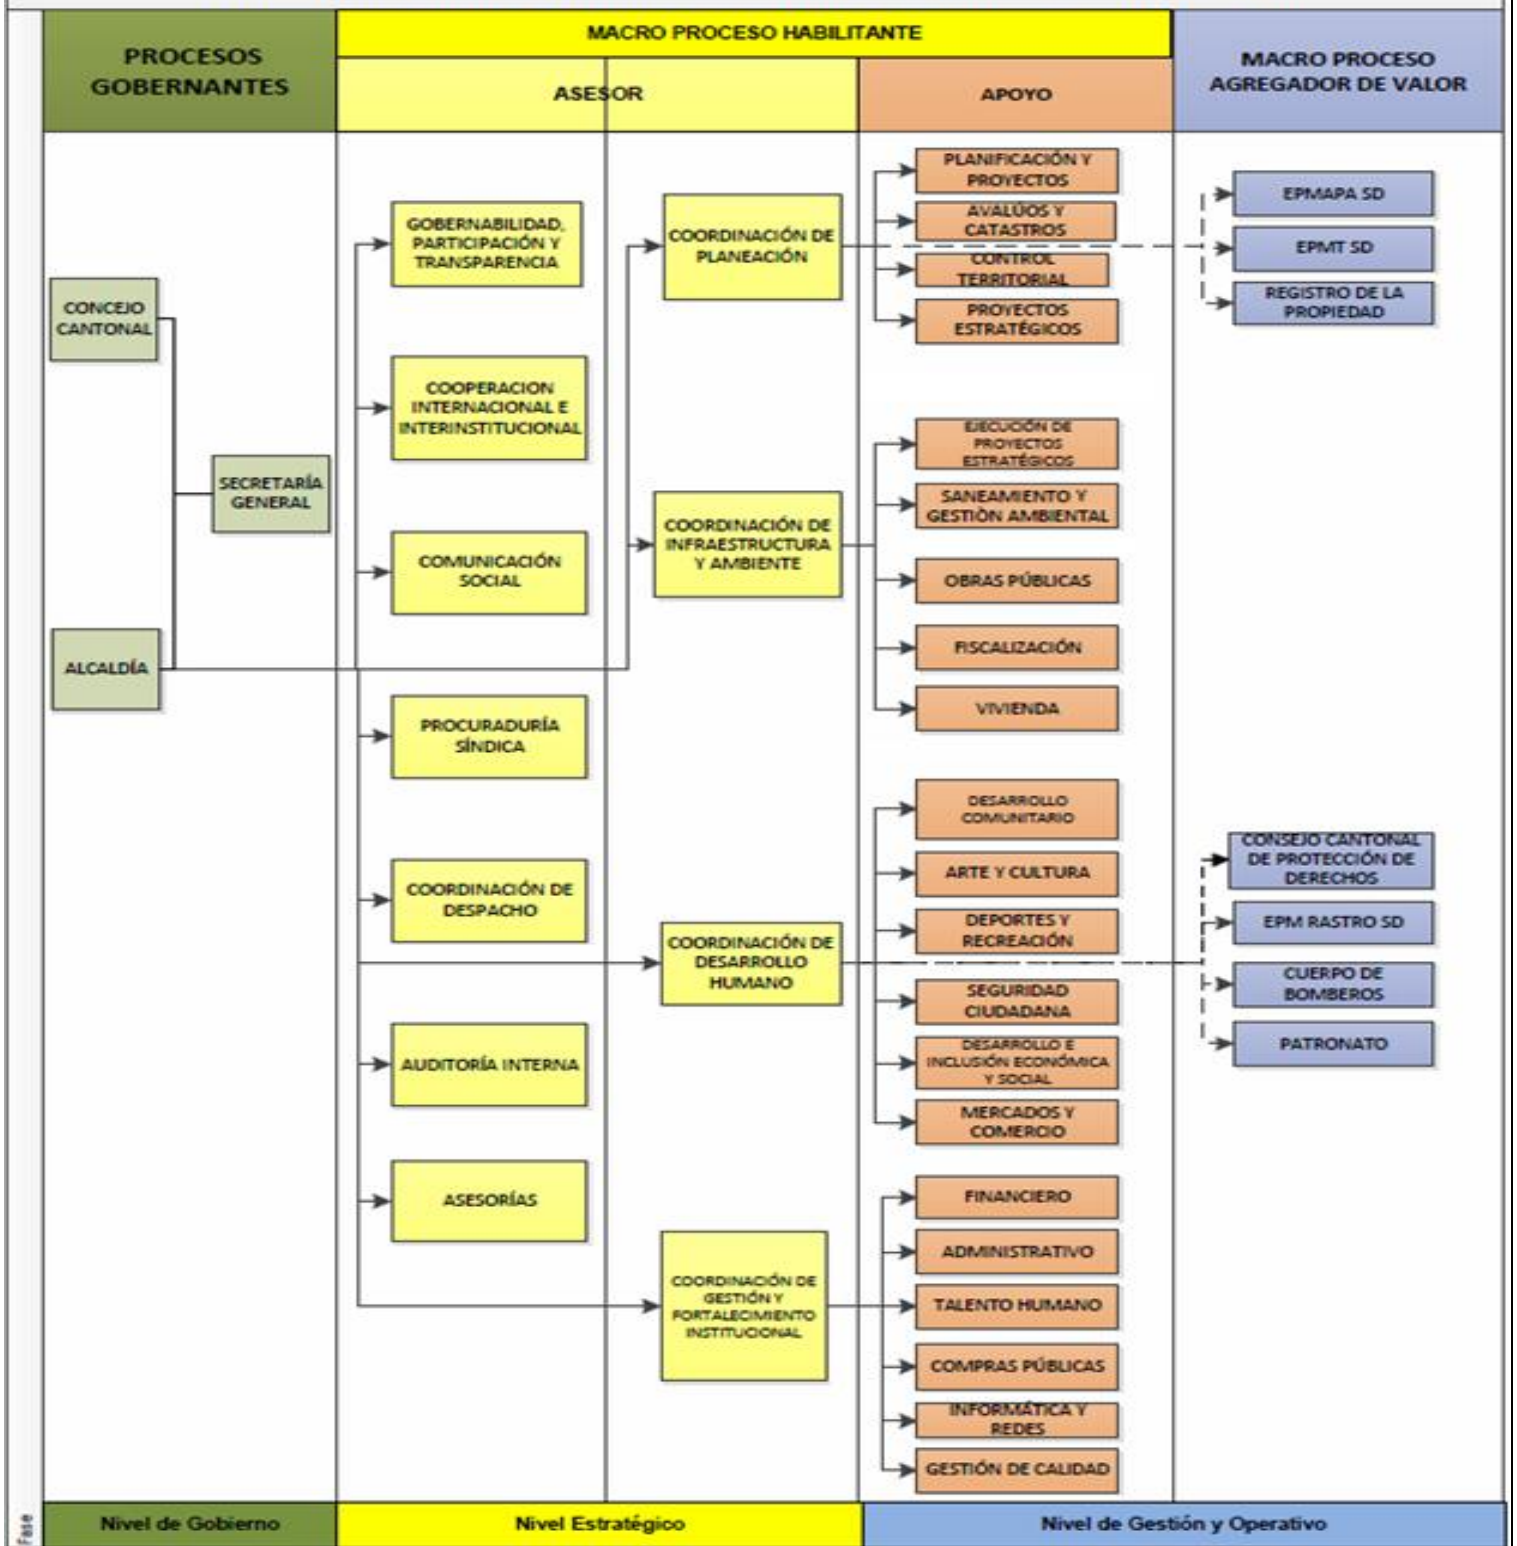 PROCESOS
GOBERNANTES
MACRO PROCESO HABILITANTE
ASESOR
APOYO
MACRO PROCESO
AGREGADOR DE VALOR
CONCEJO
CANTONAL
SECRETARÍA
GENERAL
ALCALDÍA
GOBERNABILIDAD,
PARTICIPACIÓN Y
TRANSPARENCIA
COOPERACION
INTERNACIONAL E
INTERINSTITUCIONAL
COMUNICACIÓN
SOCIAL
PROCURADURÍA
SÍNDICA
COORDINACIÓN DE
DESPACHO
AUDITORÍA INTERNA
ASESORÍAS
COORDINACIÓN DE
PLANEACIÓN
COORDINACIÓN DE
INFRAESTRUCTURA
Y AMBIENTE
COORDINACIÓN DE
DESARROLLO
HUMANO
COORDINACIÓN DE
GESTIÓN Y
FORTALECIMIENTO
INSTITUCIONAL
PLANIFICACIÓN Y
PROYECTOS
AVALÚOS Y
CATASTROS
CONTROL
TERRITORIAL
PROYECTOS
ESTRATÉGICOS
EJECUCIÓN DE
PROYECTOS
ESTRATÉGICOS
SANEAMIENTO Y
GESTIÒN AMBIENTAL
OBRAS PÚBLICAS
FISCALIZACIÓN
VIVIENDA
DESARROLLO
COMUNITARIO
ARTE Y CULTURA
DEPORTES Y
RECREACIÓN
SEGURIDAD
CIUDADANA
DESARROLLO E
INCLUSIÓN ECONÓMICA
Y SOCIAL
MERCADOS Y
COMERCIO
FINANCIERO
ADMINISTRATIVO
TALENTO HUMANO
COMPRAS PÚBLICAS
INFORMÁTICA Y
REDES
GESTIÓN DE CALIDAD
EPMAPA SD
EPMT SD
REGISTRO DE LA
PROPIEDAD
CONSEJO CANTONAL
DE PROTECCIÓN DE
DERECHOS
EPM RASTRO SD
CUERPO DE
BOMBEROS
PATRONATO
Fase
Nivel de Gobierno
Nivel Estratégico
Nivel de Gestión y Operativo